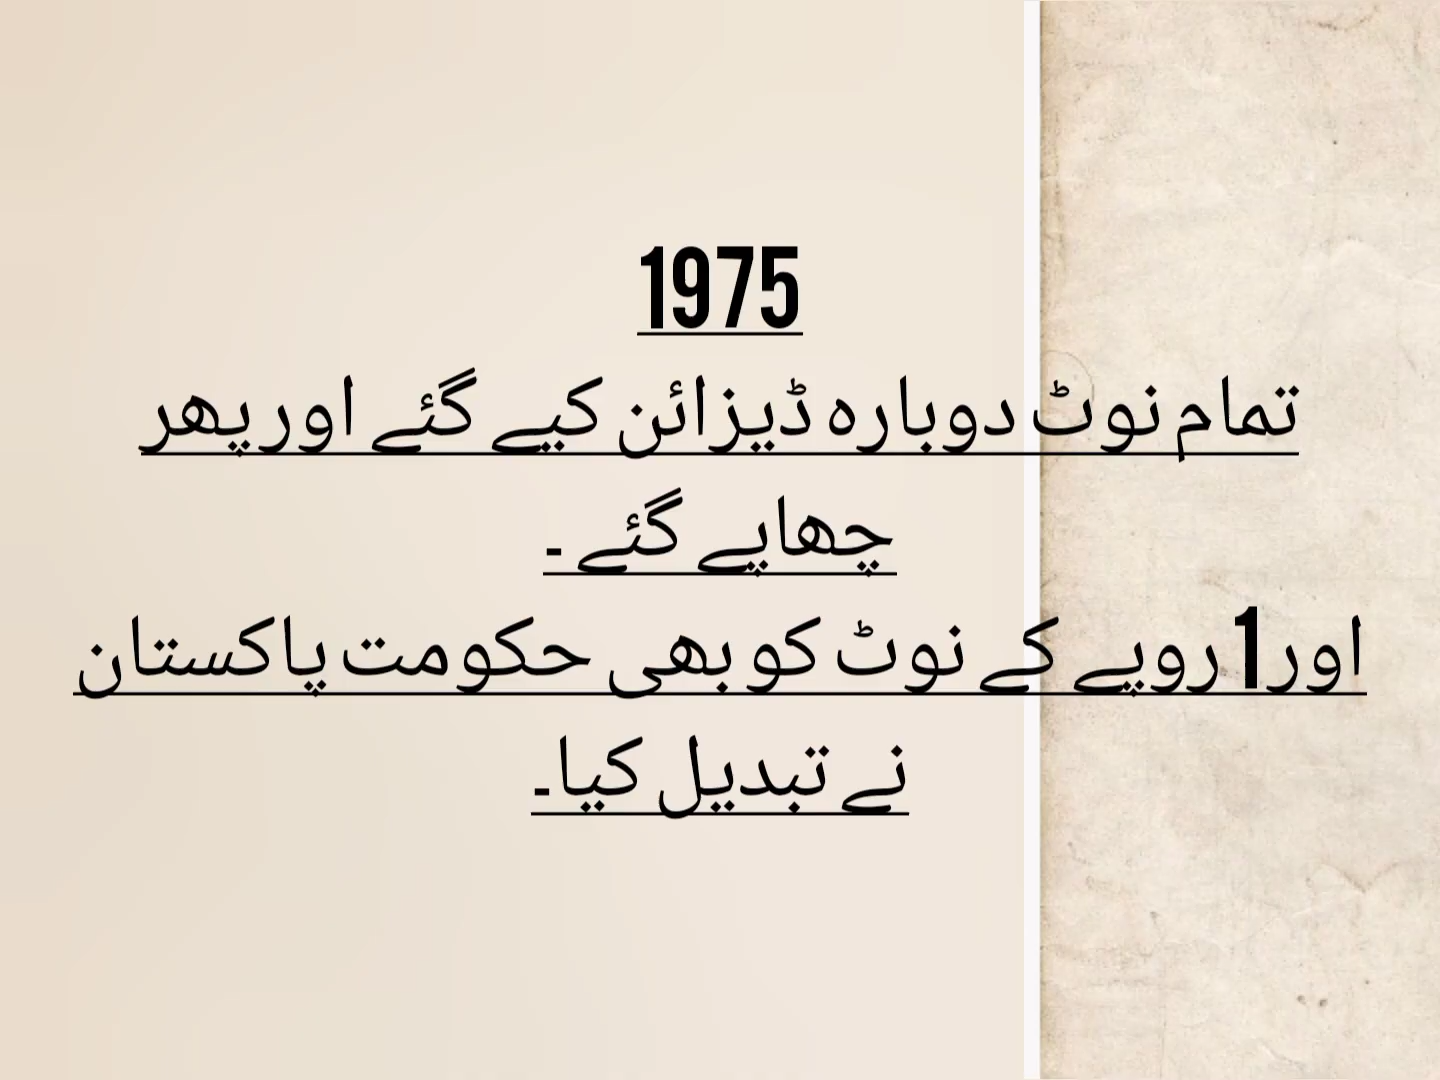 1975
تمام نوٹ دوبارہ ڈیزائن کیے گئے اور پھر
چھاپے گئے ۔
اور 1 روپے کے نوٹ کو بھی حکومت پاکستان
نے تبدیل کیا۔